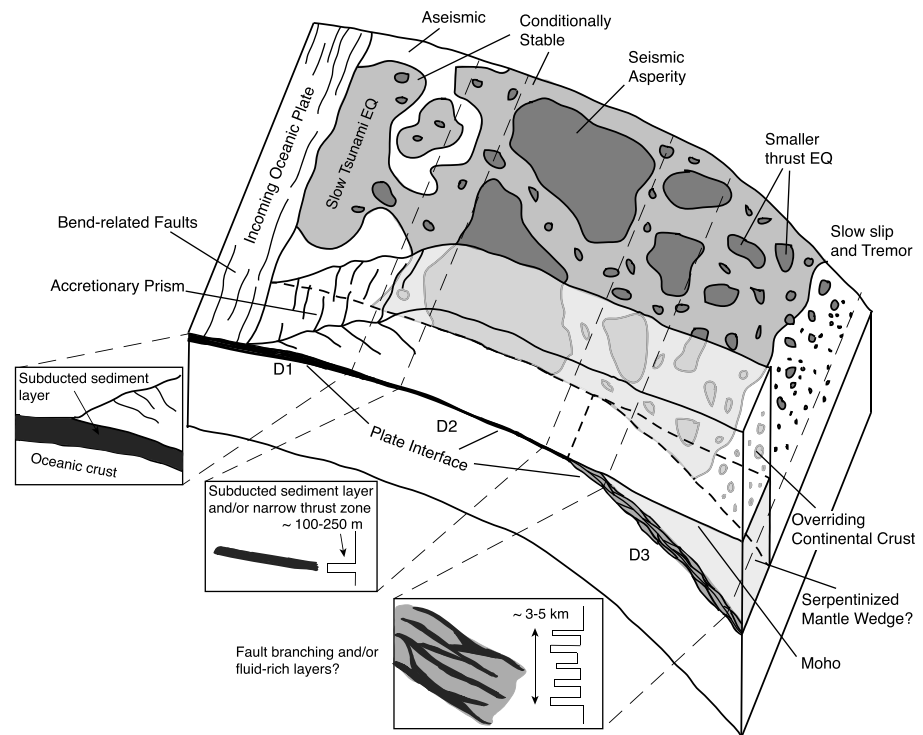 Aseismic
Conditionally
Stable
Seismic
Asperity
Smaller
thrust EQ
Slow slip
and Tremor
Incoming Oceanic Plate
Slow Tsunami EQ
Bend-related Faults
Accretionary Prism
D1
D2
Plate Interface
D3
Subducted sediment
layer
Oceanic crust
Subducted sediment layer
and/or narrow thrust zone
~ 100-250 m
Overriding
Continental Crust
Serpentinized
Mantle Wedge?
Moho
Fault branching and/or
fluid-rich layers?
~ 3-5 km